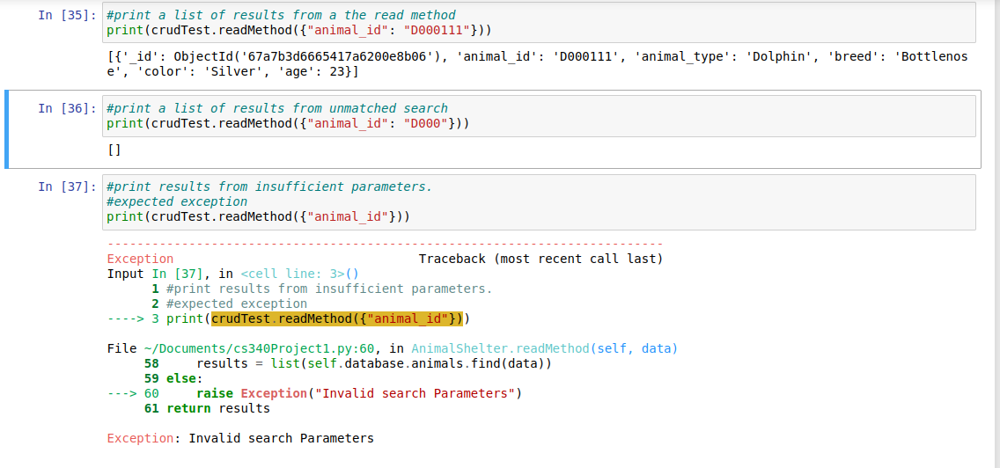 In [35]: #print a list of results from a the read method
print(crudTest.readMethod({"animal_id": "D000111"}))
[{'_id': ObjectId('67a7b3d6665417a6200e8b06'), 'animal_id': 'D000111', 'animal_type': 'Dolphin', 'breed': 'Bottlenos
e', 'color': 'Silver', 'age': 23}]
In [36]: #print a list of results from unmatched search
print(crudTest.readMethod({"animal_id": "D000"}))
[]
In [37]: #print results from insufficient parameters.
#expected exception
print(crudTest.readMethod({"animal_id"}))
---------------------------------------------------------------------------
Exception                                 Traceback (most recent call last)
Input In [37], in <cell line: 3>()
      1 #print results from insufficient parameters.
      2 #expected exception
----> 3 print(crudTest.readMethod({"animal_id"}))
File ~/Documents/cs340Project1.py:60, in AnimalShelter.readMethod(self, data)
     58     results = list(self.database.animals.find(data))
     59 else:
---> 60     raise Exception("Invalid search Parameters")
     61 return results
Exception: Invalid search Parameters